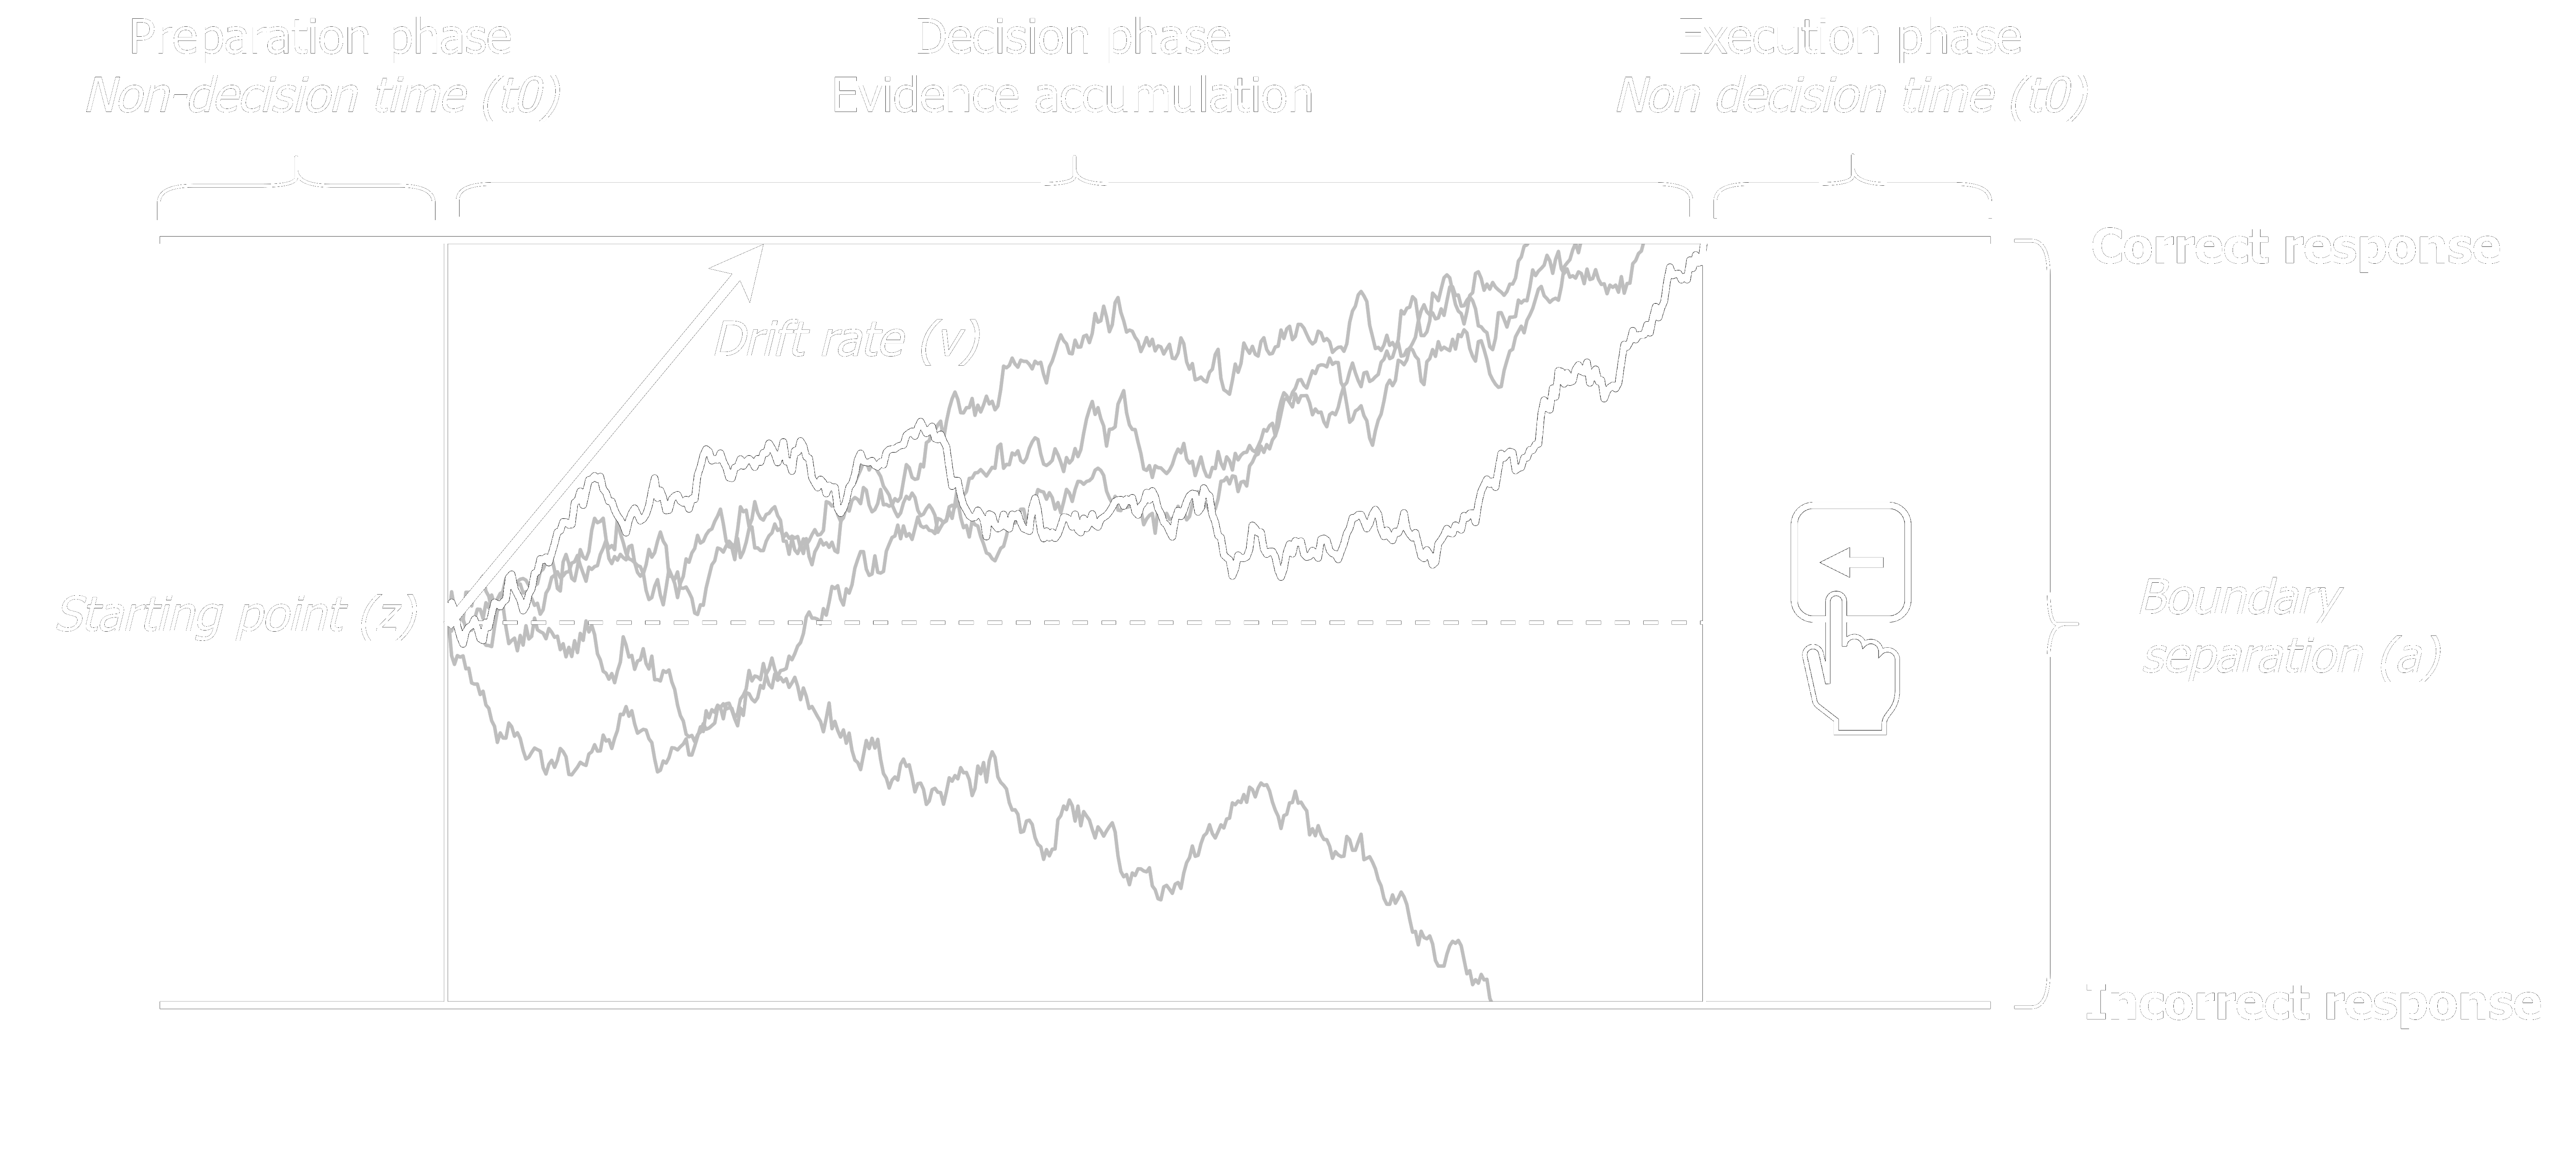 Preparation phase
Non-decision time (t0)
Decision phase
Evidence accumulation
Execution phase
Non decision time (t0)
Correct response
Drift rate (v)
Starting point (z)
Boundary
separation (a)
Incorrect response